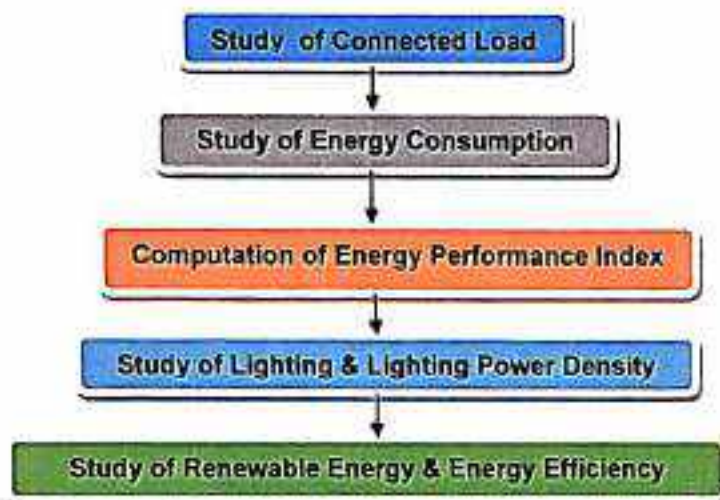 Study of Connected Load
Study of Energy Consumption
Computation of Energy Performance Index
Study of Lighting & Lighting Power Density
Study of Renewable Energy & Energy Efficiency